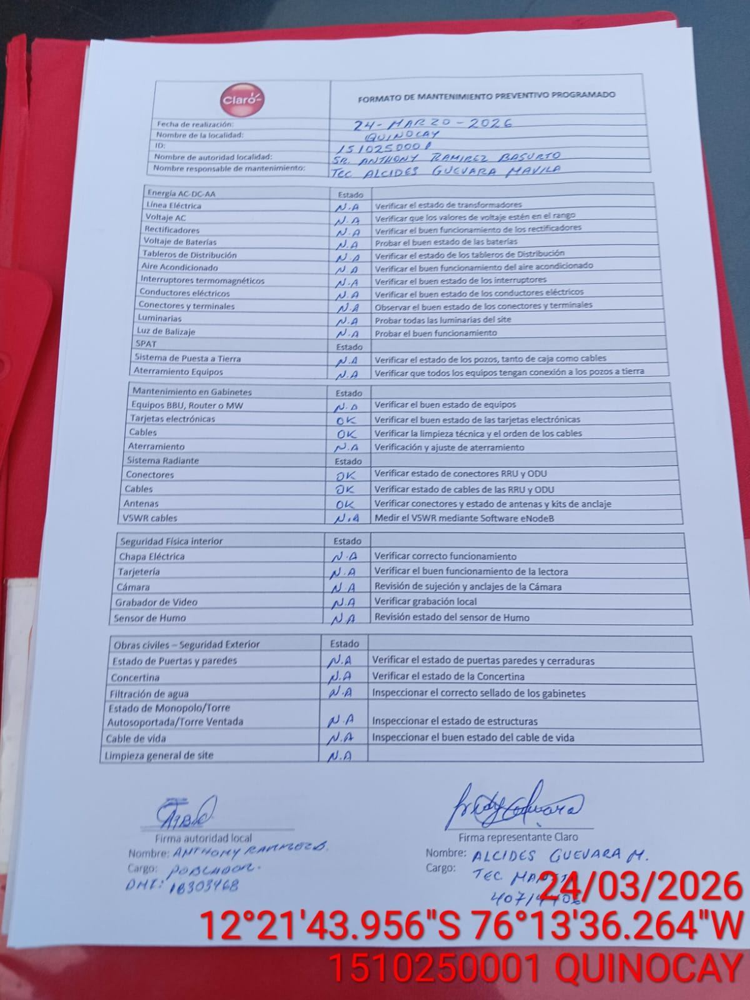 Claro
FORMATO DE MANTENIMIENTO PREVENTIVO PROGRAMADO
Fecha de realización: 24-MARZO-2026
Nombre de la localidad: QUINOCAY
ID:
Nombre de autoridad localidad: SR. ANTHONY RAMIREZ BASURTO
Nombre responsable de mantenimiento: TEC ALCIDES GUEVARA MAVILA
Energía AC-DC-AA Estado
Línea Eléctrica N.A Verificar el estado de transformadores
Voltaje AC N.A Verificar que los valores de voltaje estén en el rango
Rectificadores N.A Verificar el buen funcionamiento de los rectificadores
Voltaje de Baterías N.A Probar el buen estado de las baterías
Tableros de Distribución N.A Verificar el estado de los tableros de Distribución
Aire Acondicionado N.A Verificar el buen funcionamiento del aire acondicionado
Interruptores termomagnéticos N.A Verificar el buen estado de los interruptores
Conductores eléctricos N.A Verificar el buen estado de los conductores eléctricos
Conectores y terminales N.A Observar el buen estado de los conectores y terminales
Luminarias N.A Probar todas las luminarias del site
Luz de Balizaje N.A Probar el buen funcionamiento
SPAT Estado
Sistema de Puesta a Tierra N.A Verificar el estado de los pozos, tanto de caja como cables
Aterramiento Equipos N.A Verificar que todos los equipos tengan conexión a los pozos a tierra
Mantenimiento en Gabinetes Estado
Equipos BBU, Router o MW N.A Verificar el buen estado de equipos
Tarjetas electrónicas OK Verificar el buen estado de las tarjetas electrónicas
Cables OK Verificar la limpieza técnica y el orden de los cables
Aterramiento N.A Verificación y ajuste de aterramiento
Sistema Radiante Estado
Conectores OK Verificar estado de conectores RRU y ODU
Cables OK Verificar estado de cables de las RRU y ODU
Antenas OK Verificar conectores y estado de antenas y kits de anclaje
VSWR cables N.A Medir el VSWR mediante Software eNodeB
Seguridad Física interior Estado
Chapa Eléctrica N.A Verificar correcto funcionamiento
Tarjetería N.A Verificar el buen funcionamiento de la lectora
Cámara N.A Revisión de sujeción y anclajes de la Cámara
Grabador de Video N.A Verificar grabación local
Sensor de Humo N.A Revisión estado del sensor de Humo
Obras civiles – Seguridad Exterior Estado
Estado de Puertas y paredes N.A Verificar el estado de puertas paredes y cerraduras
Concertina N.A Verificar el estado de la Concertina
Filtración de agua N.A Inspeccionar el correcto sellado de los gabinetes
Estado de Monopolo/Torre
Autosoportada/Torre Ventada N.A Inspeccionar el estado de estructuras
Cable de vida N.A Inspeccionar el buen estado del cable de vida
Limpieza general de site N.A
Firma autoridad local
Nombre: ANTHONY RAMIREZ B.
Cargo: POBLADOR.
DNI: 18303468
Firma representante Claro
Nombre: ALCIDES GUEVARA M.
Cargo: TEC.
24/03/2026
12°21'43.956"S 76°13'36.264"W
1510250001 QUINOCAY